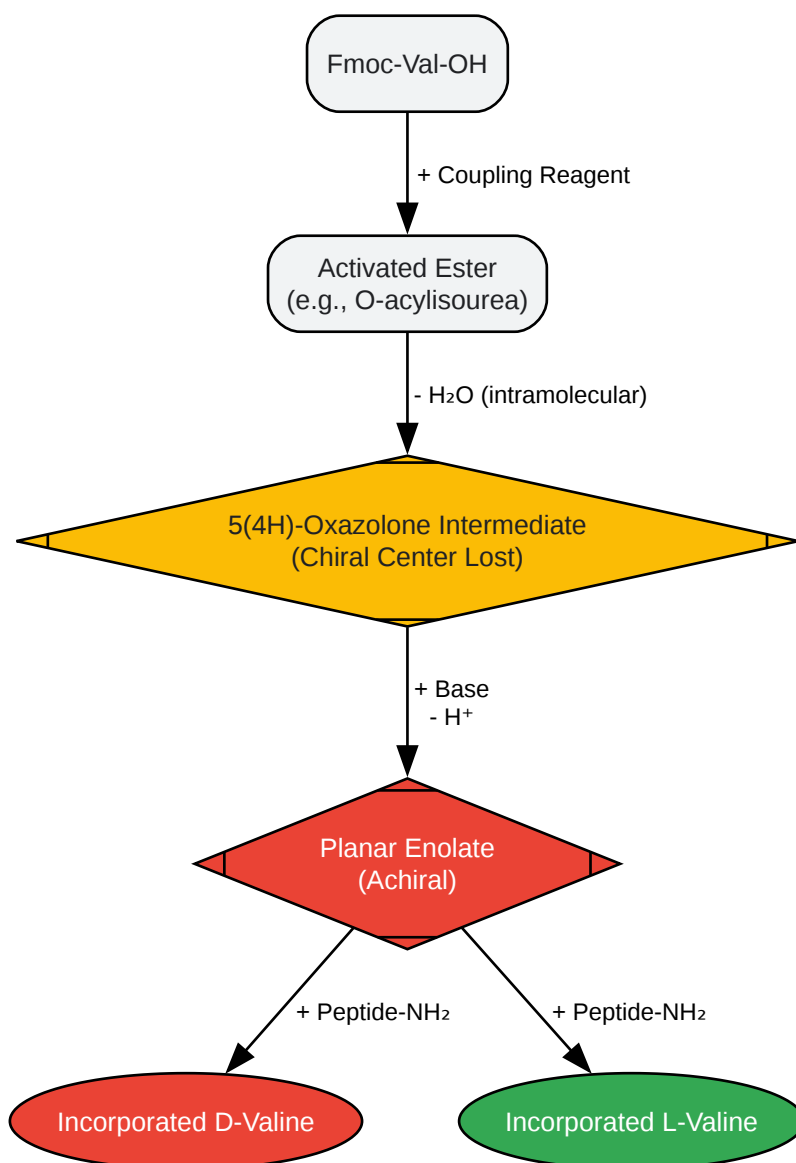 Fmoc-Val-OH
+ Coupling Reagent
Activated Ester
(e.g., O-acylisourea)
- H₂O (intramolecular)
5(4H)-Oxazolone Intermediate
(Chiral Center Lost)
+ Base
- H⁺
Planar Enolate
(Achiral)
+ Peptide-NH₂
+ Peptide-NH₂
Incorporated D-Valine
Incorporated L-Valine